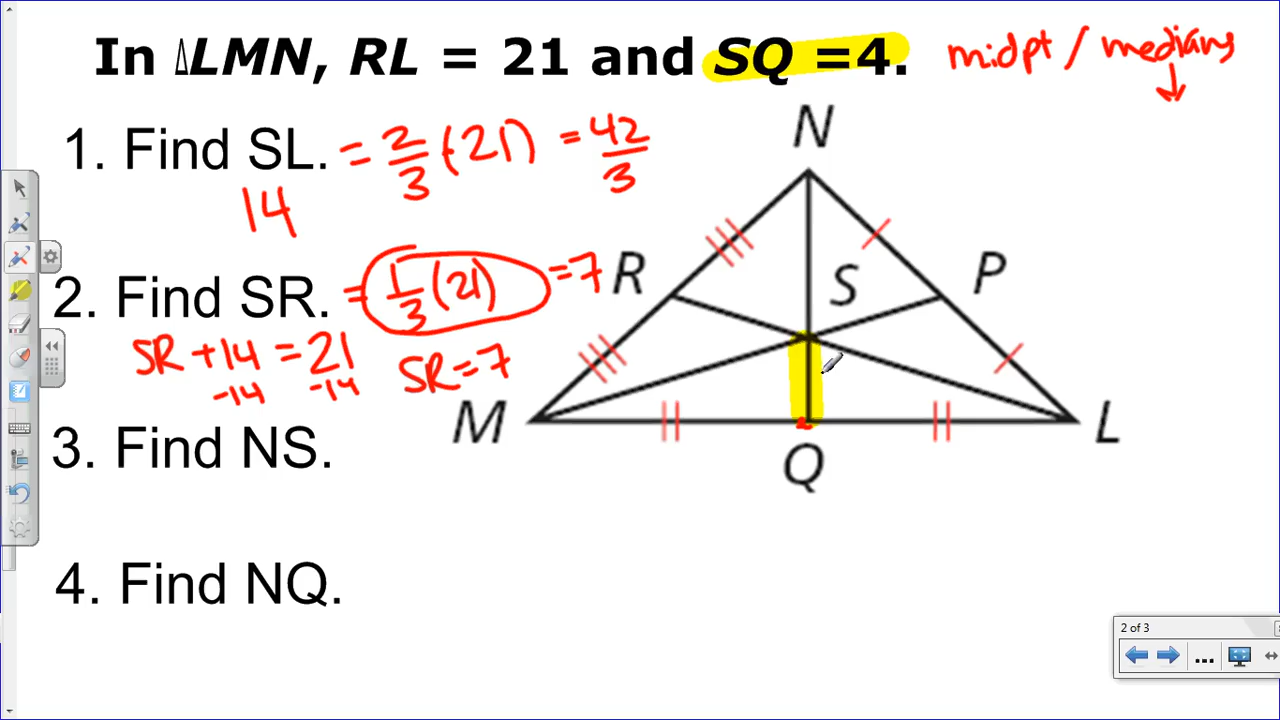 In ΔLMN, RL = 21 and SQ =4.
midpt / medians
1. Find SL. = 2/3 (21) = 42/3
14
2. Find SR. = 1/3 (21) = 7
SR + 14 = 21
-14 -14
SR = 7
3. Find NS.
4. Find NQ.
N
R
S
P
M
Q
L
2 of 3
...